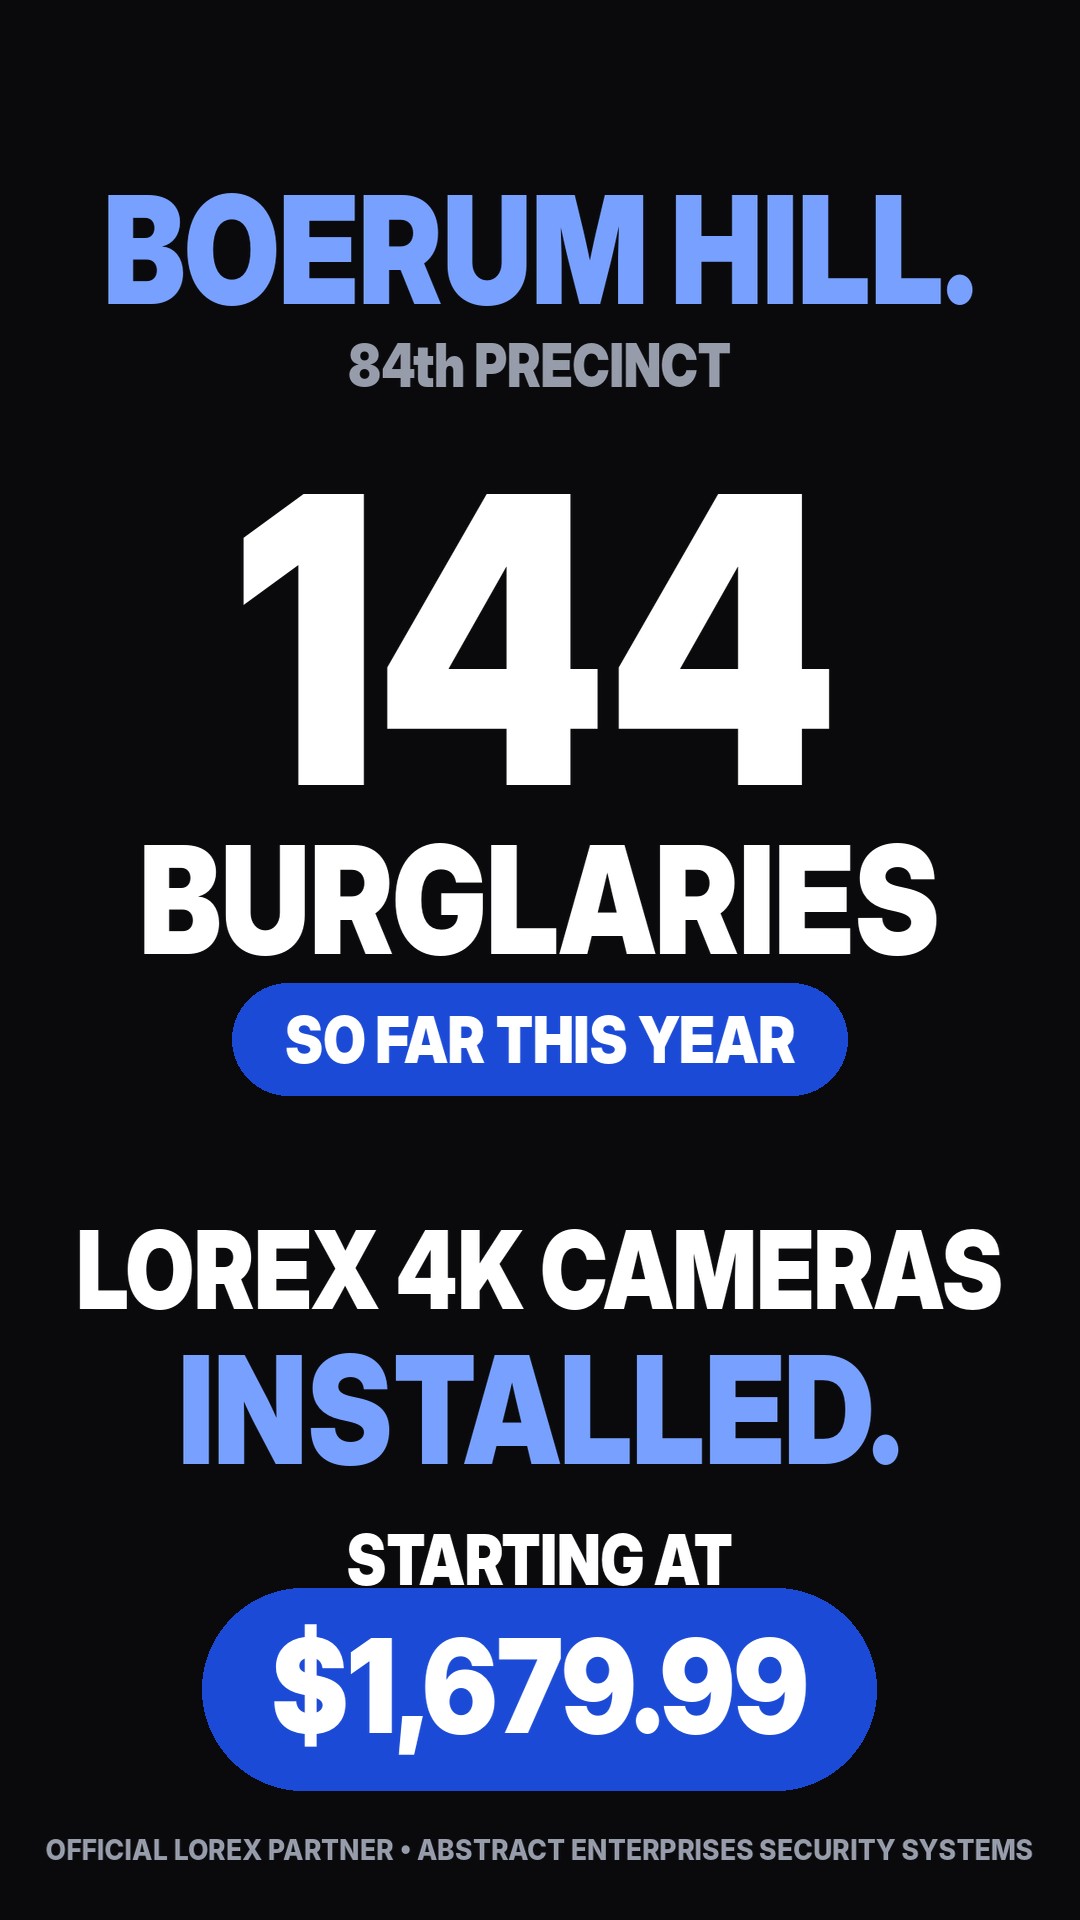 BOERUM HILL.
84th PRECINCT
144
BURGLARIES
SO FAR THIS YEAR
LOREX 4K CAMERAS
INSTALLED.
STARTING AT
$1,679.99
OFFICIAL LOREX PARTNER • ABSTRACT ENTERPRISES SECURITY SYSTEMS